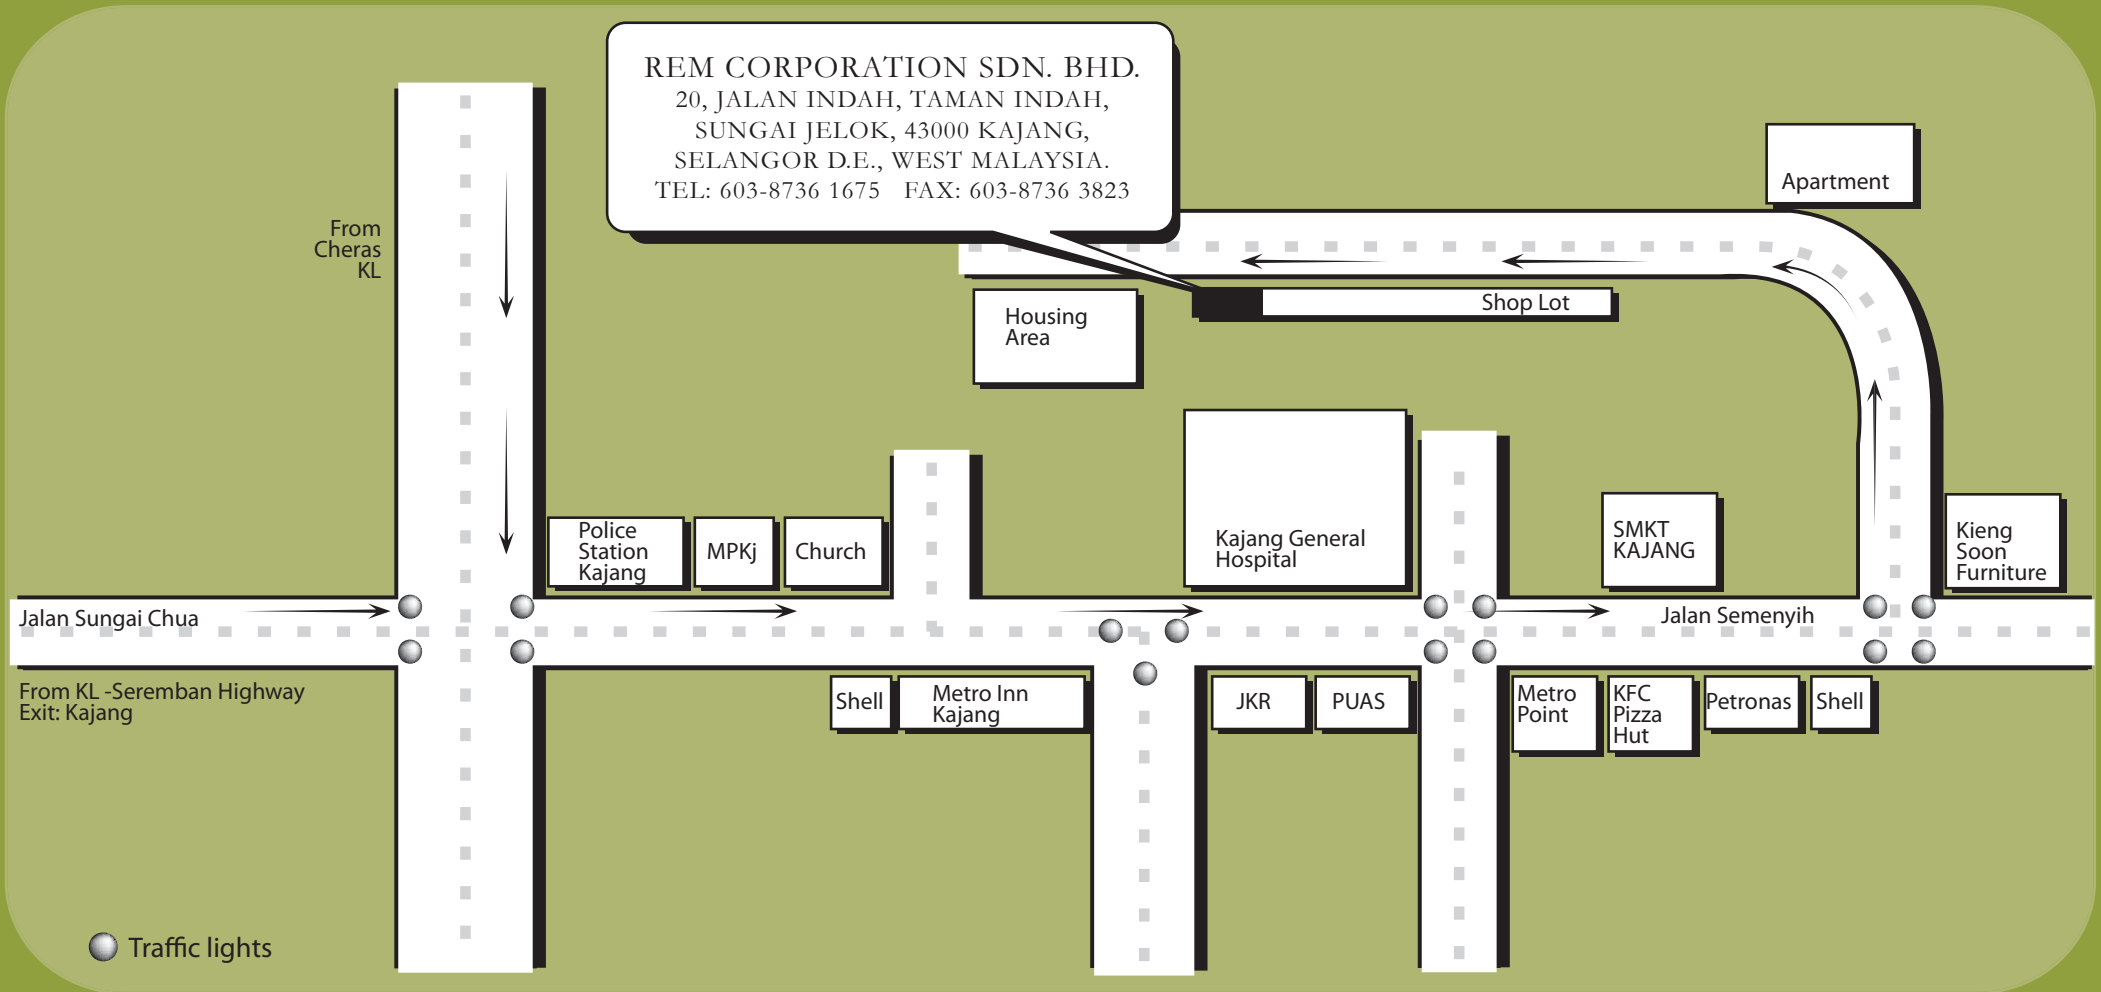 REM CORPORATION SDN. BHD.
20, JALAN INDAH, TAMAN INDAH,
SUNGAI JELOK, 43000 KAJANG,
SELANGOR D.E., WEST MALAYSIA.
TEL: 603-8736 1675 FAX: 603-8736 3823
Apartment
From
Cheras
KL
Shop Lot
Housing
Area
Police
Station
Kajang
MPKj
Church
Kajang General
Hospital
SMKT
KAJANG
Kieng
Soon
Furniture
Jalan Sungai Chua
Jalan Semenyih
From KL -Seremban Highway
Exit: Kajang
Shell
Metro Inn
Kajang
JKR
PUAS
Metro
Point
KFC
Pizza
Hut
Petronas
Shell
Traffic lights